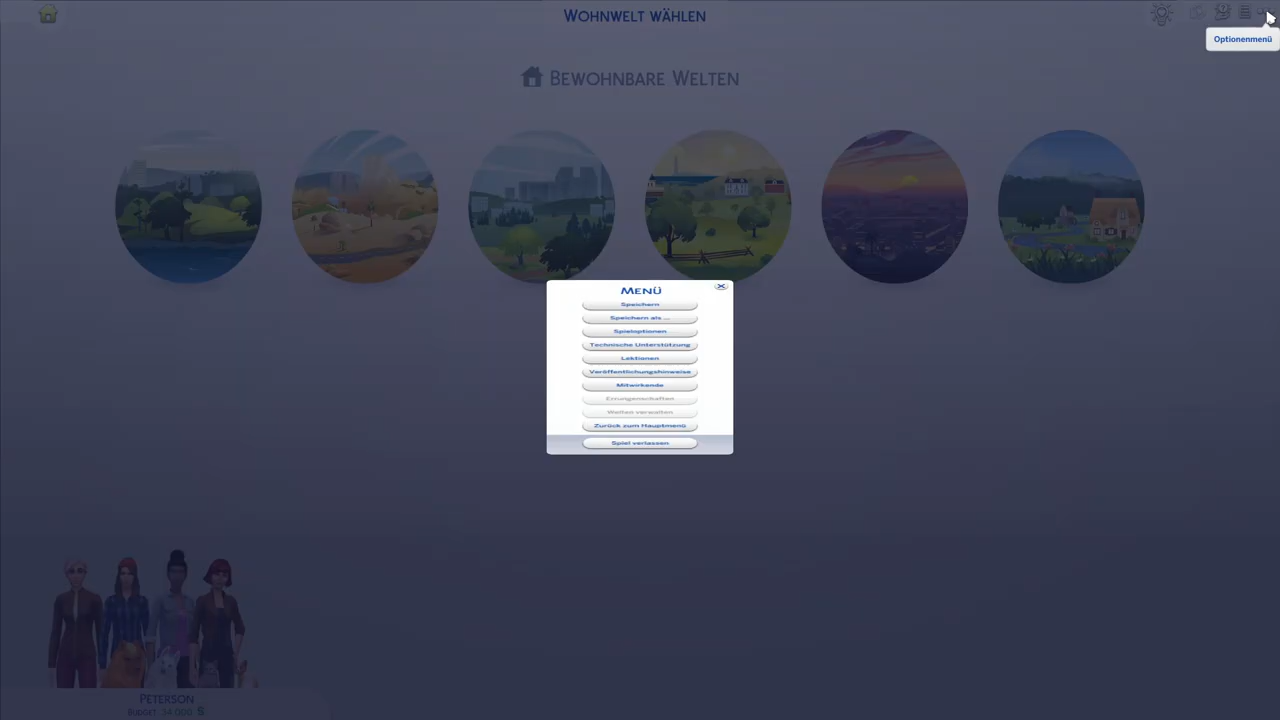 WOHNWELT WÄHLEN
Optionenmenü
BEWOHNBARE WELTEN
MENÜ
Speichern
Speichern als ...
Spieloptionen
Technische Unterstützung
Lektionen
Veröffentlichungshinweise
Mitwirkende
Errungenschaften
Welten verwalten
Zurück zum Hauptmenü
Spiel verlassen
PETERSON
Budget